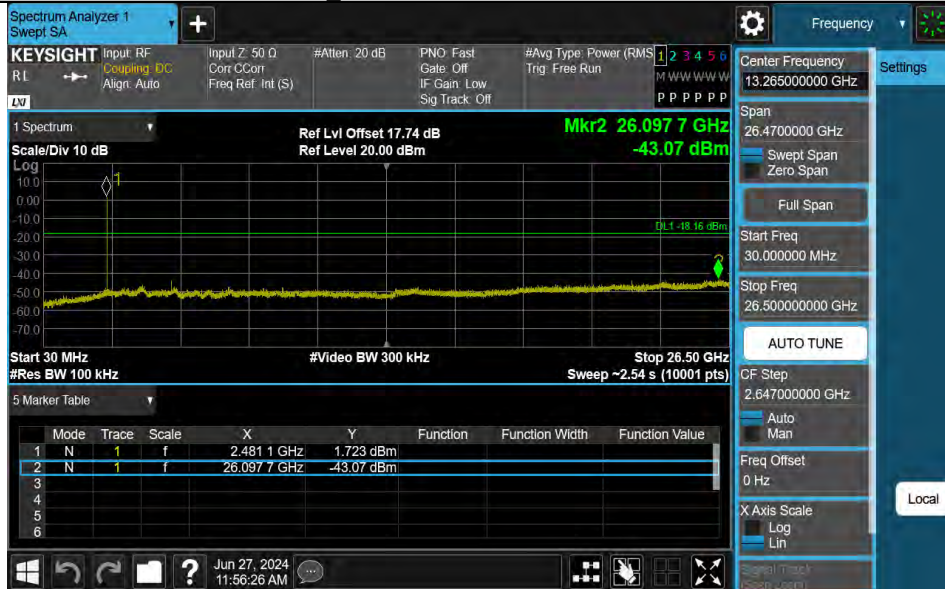 Spectrum Analyzer 1
Swept SA
+
Frequency
KEYSIGHT
RL
LXI
Input: RF
Coupling: DC
Align: Auto
Input Z: 50 Ω
Corr CCorr
Freq Ref: Int (S)
#Atten: 20 dB
PNO: Fast
Gate: Off
IF Gain: Low
Sig Track: Off
#Avg Type: Power (RMS
Trig: Free Run
1 2 3 4 5 6
M W W W W W
P P P P P P
1 Spectrum
Scale/Div 10 dB
Ref Lvl Offset 17.74 dB
Ref Level 20.00 dBm
Mkr2 26.097 7 GHz
-43.07 dBm
Log
10.0
0.00
-10.0
-20.0
-30.0
-40.0
-50.0
-60.0
-70.0
1
DL1 -18.16 dBm
2
Start 30 MHz
#Res BW 100 kHz
#Video BW 300 kHz
Stop 26.50 GHz
Sweep ~2.54 s (10001 pts)
5 Marker Table
Mode Trace Scale X Y Function Function Width Function Value
1 N 1 f 2.481 1 GHz 1.723 dBm
2 N 1 f 26.097 7 GHz -43.07 dBm
3
4
5
6
Jun 27, 2024
11:56:26 AM
Center Frequency
13.265000000 GHz
Span
26.4700000 GHz
Swept Span
Zero Span
Full Span
Start Freq
30.000000 MHz
Stop Freq
26.500000000 GHz
AUTO TUNE
CF Step
2.647000000 GHz
Auto
Man
Freq Offset
0 Hz
X Axis Scale
Log
Lin
Signal Track
(Span Zoom)
Settings
Local